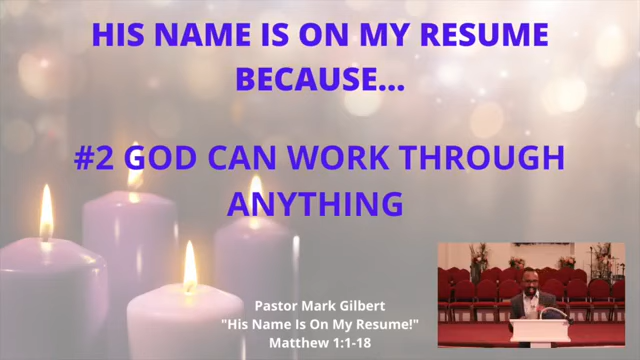 HIS NAME IS ON MY RESUME
BECAUSE...
#2 GOD CAN WORK THROUGH
ANYTHING
Pastor Mark Gilbert
"His Name Is On My Resume!"
Matthew 1:1-18